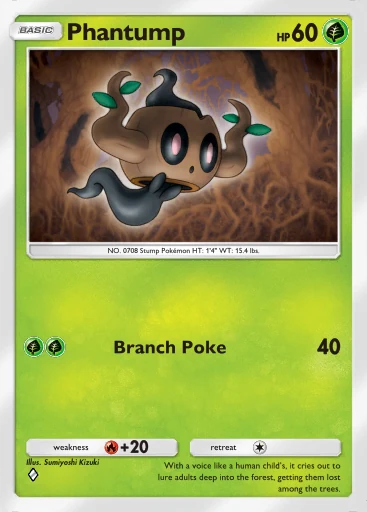 BASIC Phantump HP 60
NO. 0708 Stump Pokémon HT: 1'4" WT: 15.4 lbs.
Branch Poke 40
weakness +20 retreat
Illus. Sumiyoshi Kizuki
With a voice like a human child's, it cries out to
lure adults deep into the forest, getting them lost
among the trees.